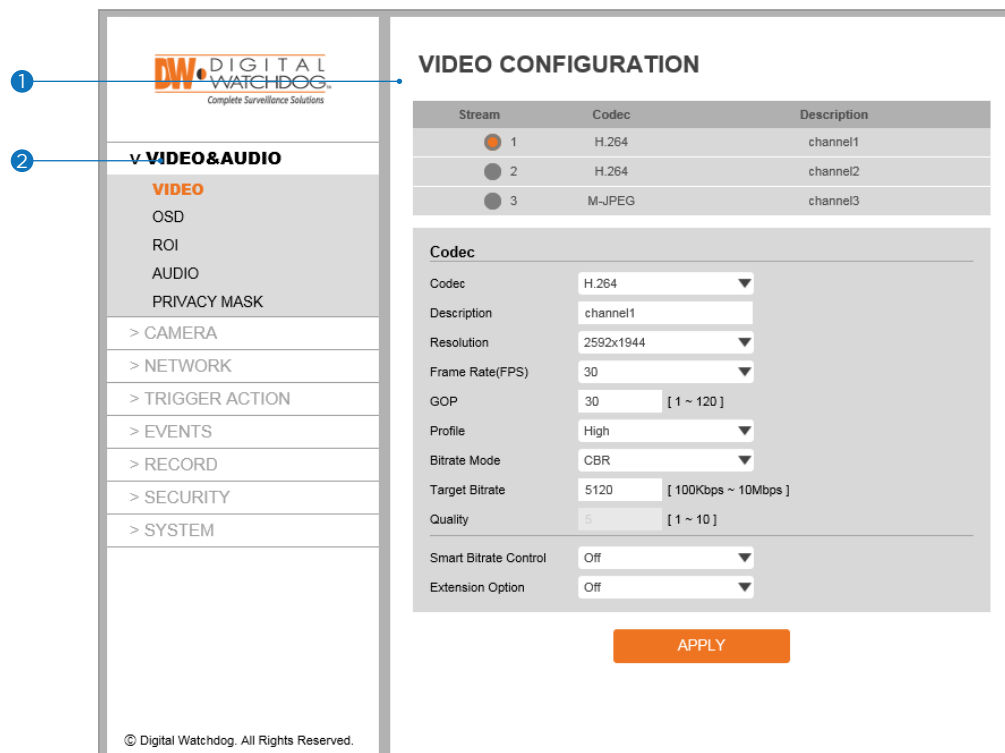 DW DIGITAL
WATCHDOG™
Complete Surveillance Solutions
1
2
v VIDEO&AUDIO
VIDEO
OSD
ROI
AUDIO
PRIVACY MASK
> CAMERA
> NETWORK
> TRIGGER ACTION
> EVENTS
> RECORD
> SECURITY
> SYSTEM
© Digital Watchdog. All Rights Reserved.
VIDEO CONFIGURATION
Stream Codec Description
1 H.264 channel1
2 H.264 channel2
3 M-JPEG channel3
Codec
Codec H.264
Description channel1
Resolution 2592x1944
Frame Rate(FPS) 30
GOP 30 [ 1 ~ 120 ]
Profile High
Bitrate Mode CBR
Target Bitrate 5120 [ 100Kbps ~ 10Mbps ]
Quality 5 [ 1 ~ 10 ]
Smart Bitrate Control Off
Extension Option Off
APPLY